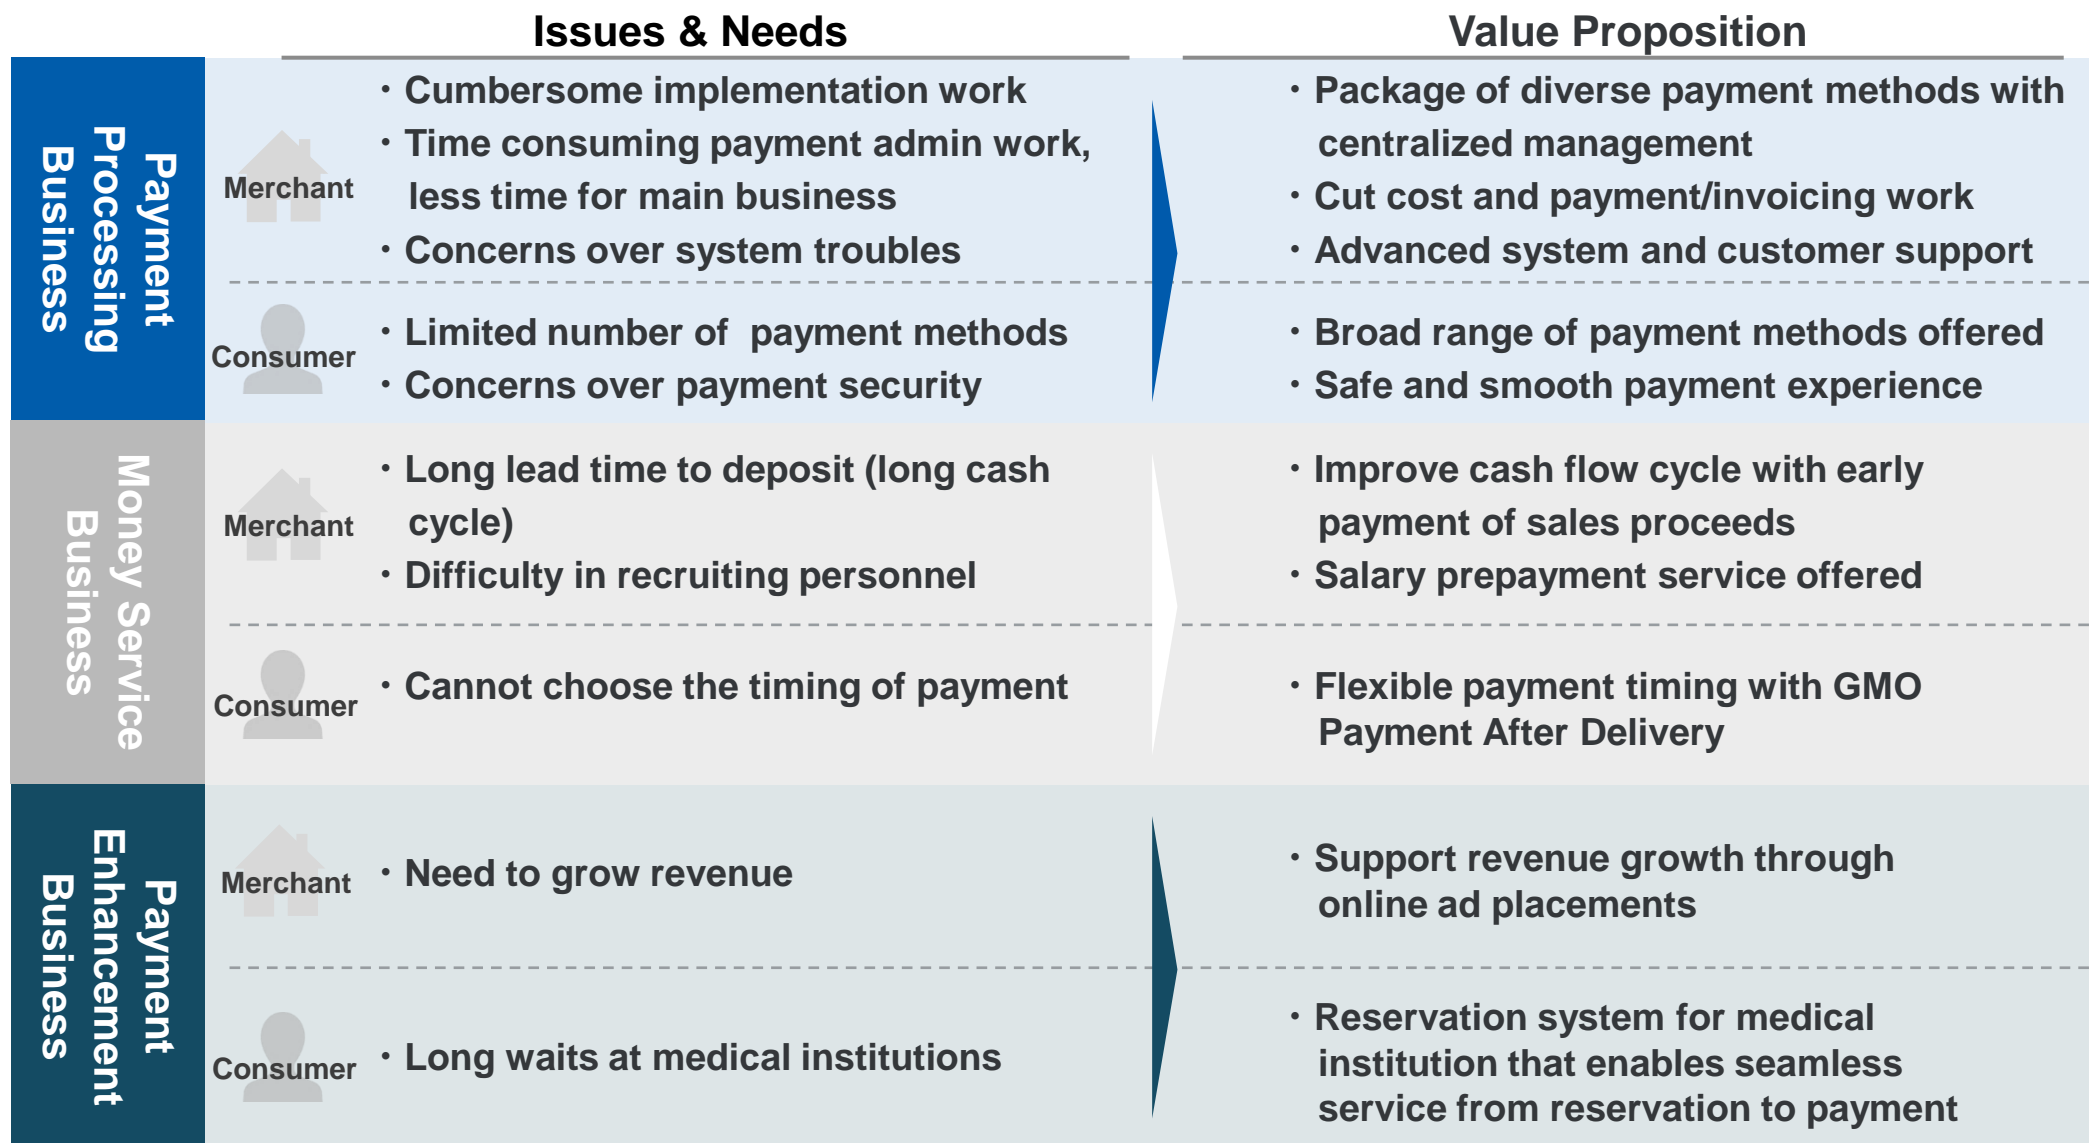 Issues & Needs
Value Proposition
Payment
Processing
Business
Merchant
・Cumbersome implementation work
・Time consuming payment admin work,
less time for main business
・Concerns over system troubles
・Package of diverse payment methods with
centralized management
・Cut cost and payment/invoicing work
・Advanced system and customer support
Consumer
・Limited number of  payment methods
・Concerns over payment security
・Broad range of payment methods offered
・Safe and smooth payment experience
Money Service
Business
Merchant
・Long lead time to deposit (long cash
cycle)
・Difficulty in recruiting personnel
・Improve cash flow cycle with early
payment of sales proceeds
・Salary prepayment service offered
Consumer
・Cannot choose the timing of payment
・Flexible payment timing with GMO
Payment After Delivery
Payment
Enhancement
Business
Merchant
・Need to grow revenue
・Support revenue growth through
online ad placements
Consumer
・Long waits at medical institutions
・Reservation system for medical
institution that enables seamless
service from reservation to payment